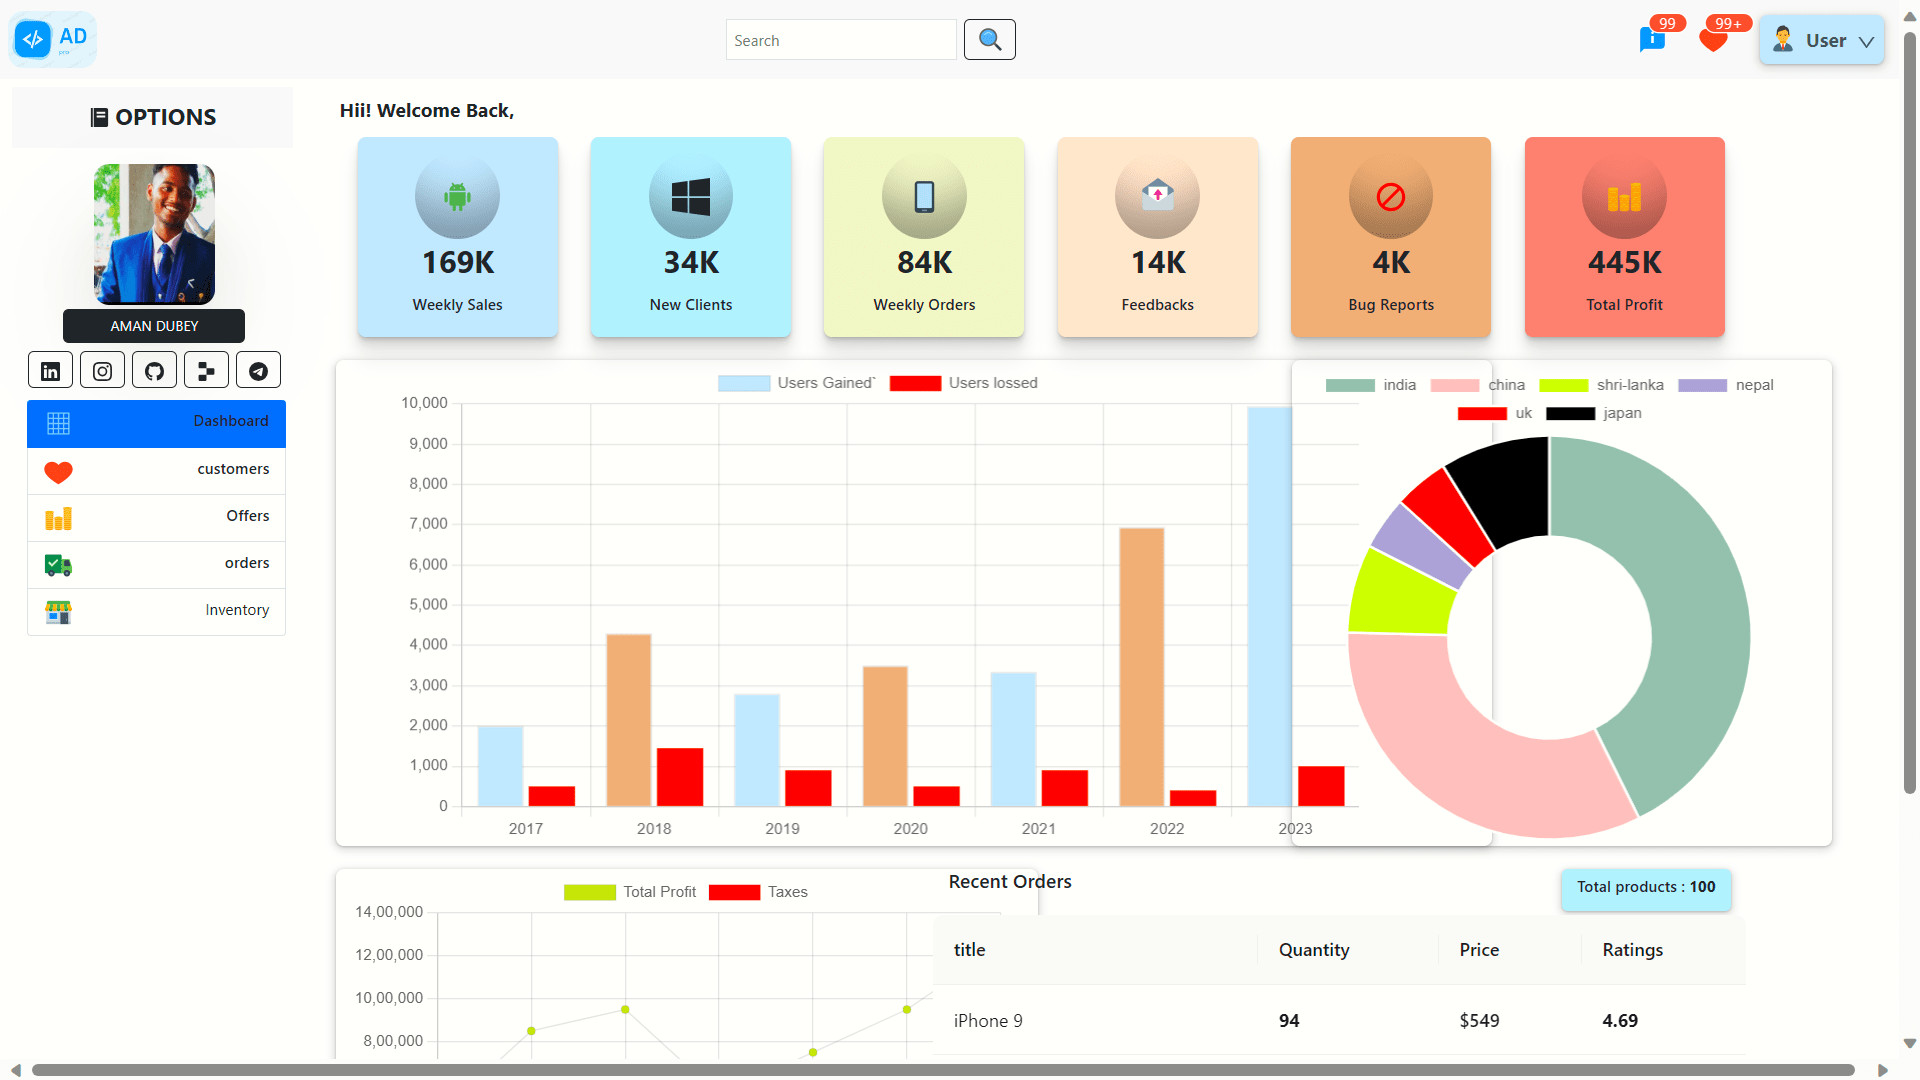 AD
pro
Search
99
99+
User
OPTIONS
AMAN DUBEY
Dashboard
customers
Offers
orders
Inventory
Hii! Welcome Back,
169K
Weekly Sales
34K
New Clients
84K
Weekly Orders
14K
Feedbacks
4K
Bug Reports
445K
Total Profit
Users Gained` Users lossed
10,000
9,000
8,000
7,000
6,000
5,000
4,000
3,000
2,000
1,000
0
2017 2018 2019 2020 2021 2022 2023
india china shri-lanka nepal
uk japan
Total Profit Taxes
14,00,000
12,00,000
10,00,000
8,00,000
Recent Orders
Total products : 100
title Quantity Price Ratings
iPhone 9 94 $549 4.69